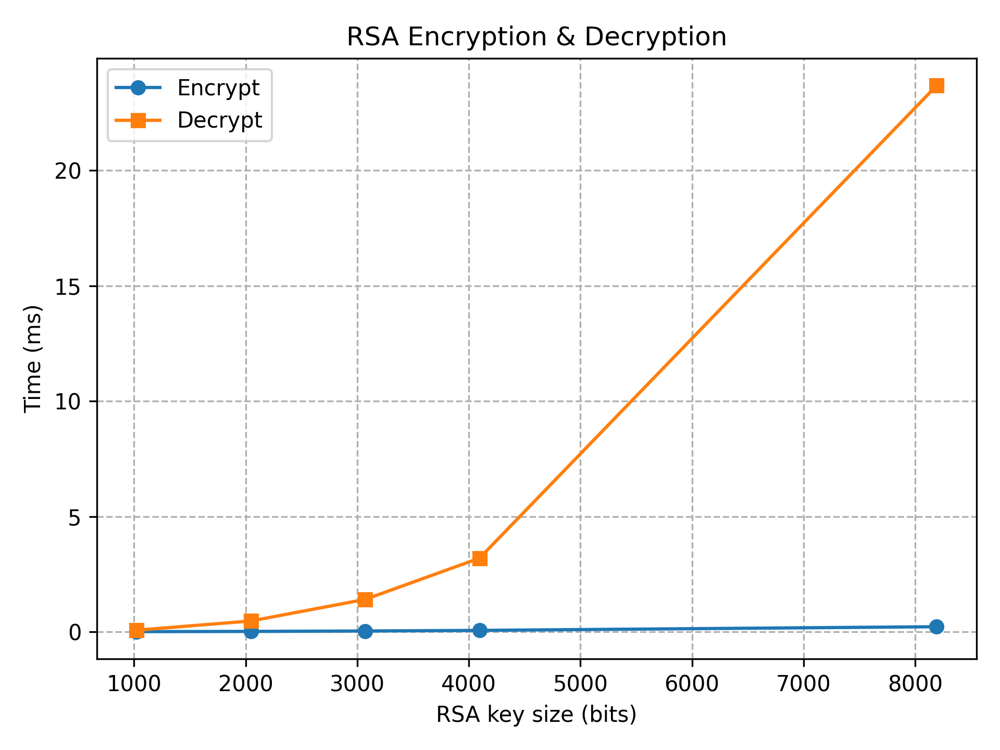 RSA Encryption & Decryption
Encrypt
Decrypt
20
15
10
5
0
Time (ms)
1000 2000 3000 4000 5000 6000 7000 8000
RSA key size (bits)